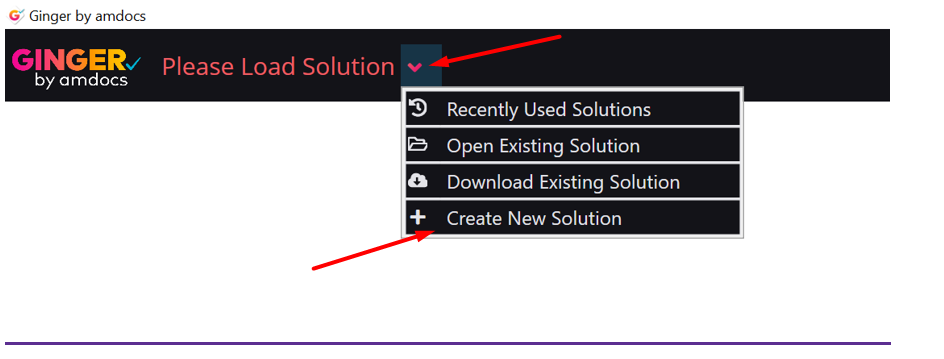 Ginger by amdocs
GINGER
by amdocs
Please Load Solution
Recently Used Solutions
Open Existing Solution
Download Existing Solution
Create New Solution